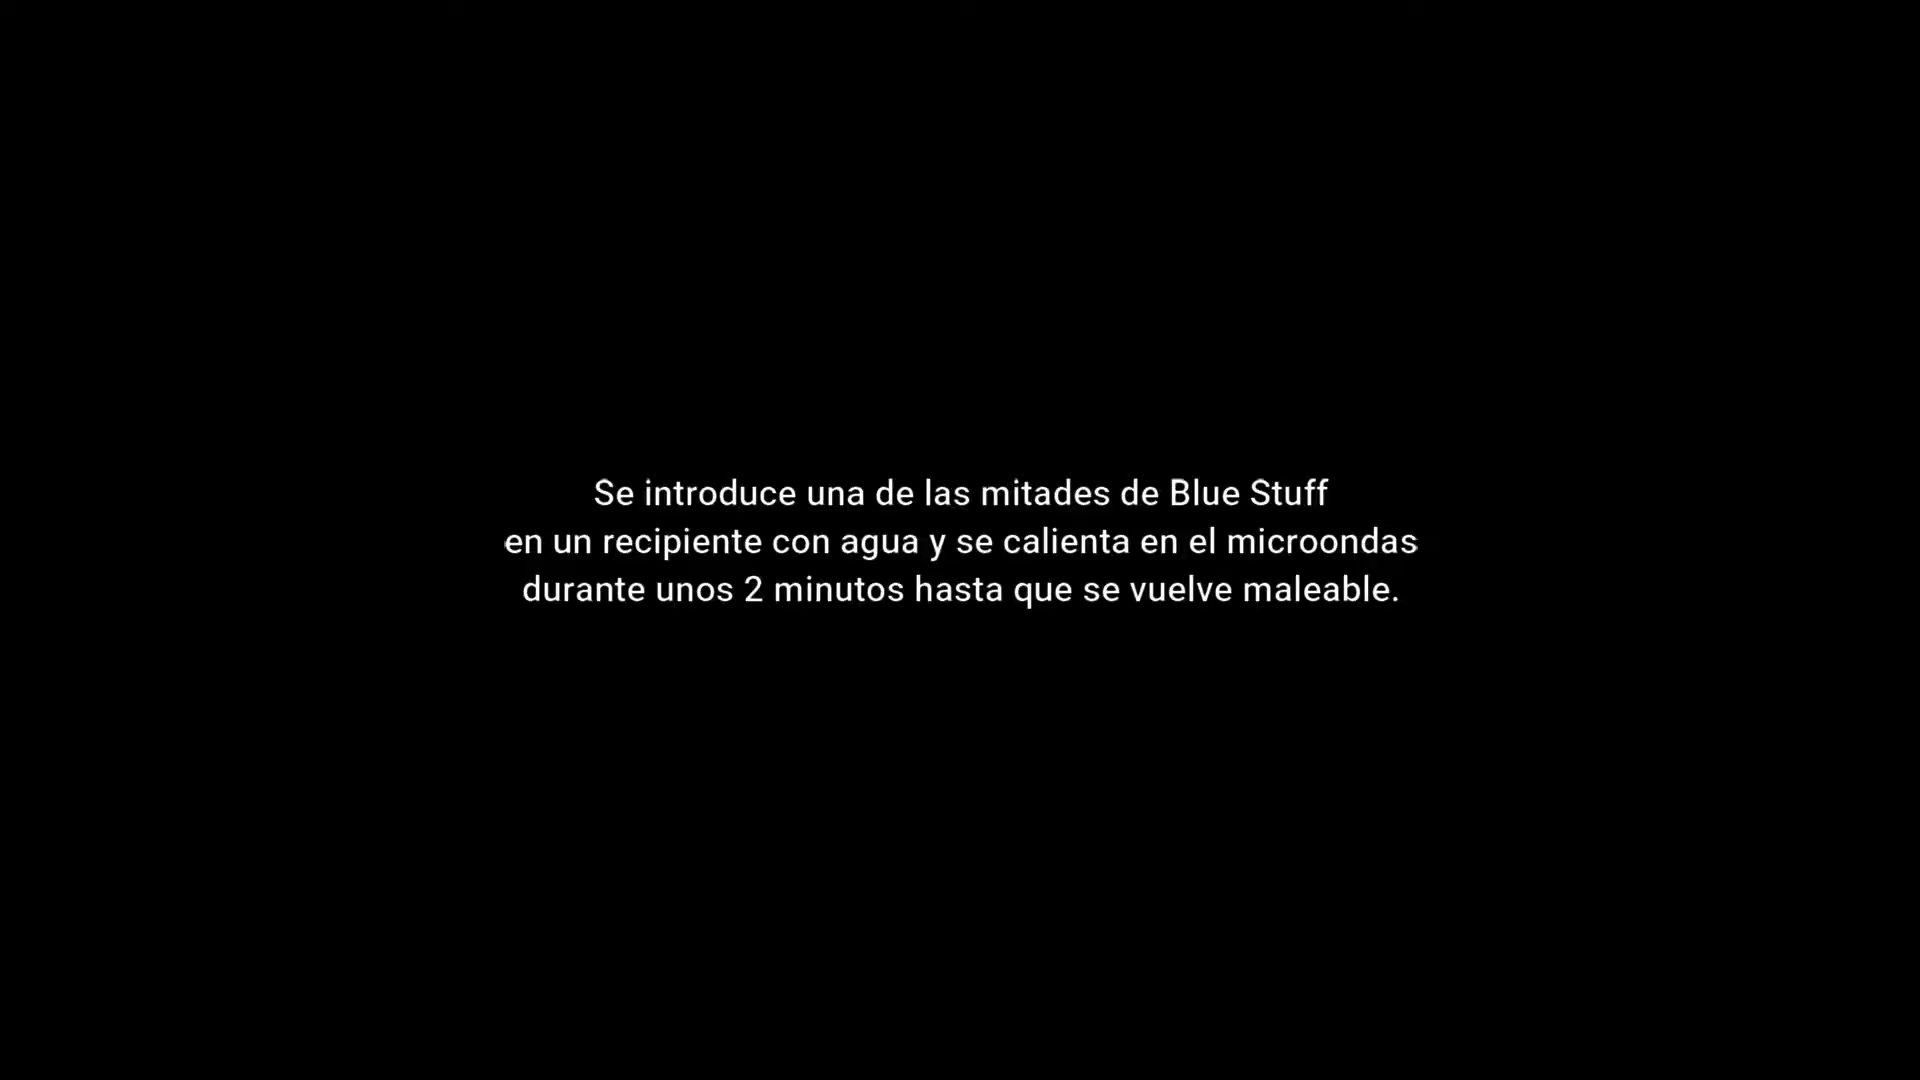 Se introduce una de las mitades de Blue Stuff
en un recipiente con agua y se calienta en el microondas
durante unos 2 minutos hasta que se vuelve maleable.